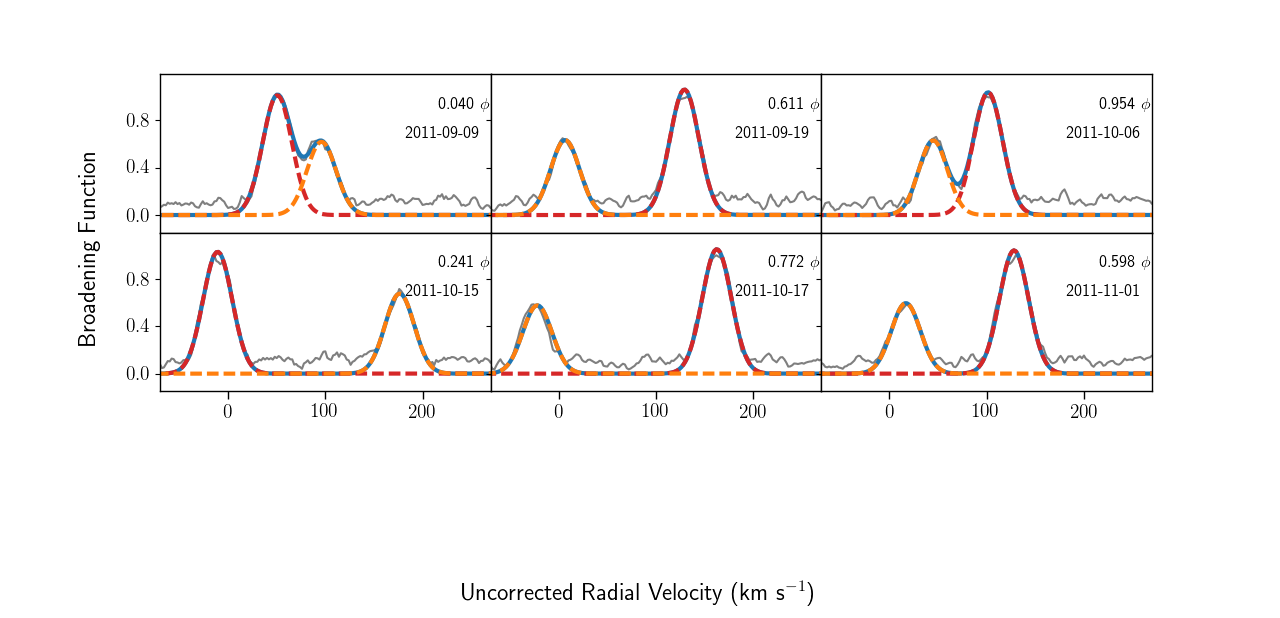 Broadening Function
0.8
0.4
0.0
0.040 ϕ
2011-09-09
0.611 ϕ
2011-09-19
0.954 ϕ
2011-10-06
0.8
0.4
0.0
0.241 ϕ
2011-10-15
0.772 ϕ
2011-10-17
0.598 ϕ
2011-11-01
0 100 200
0 100 200
0 100 200
Uncorrected Radial Velocity (km s⁻¹)